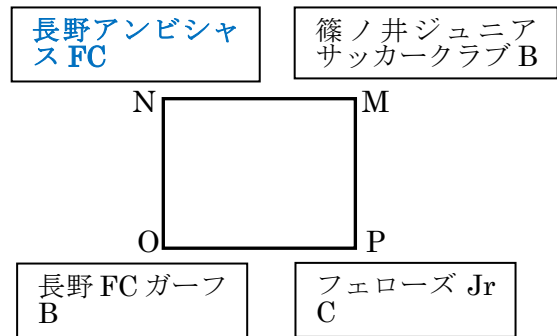 長野アンビシャ
ス FC
篠ノ井ジュニア
サッカークラブ B
N
M
O
P
長野 FC ガーフ
B
フェローズ Jr
C